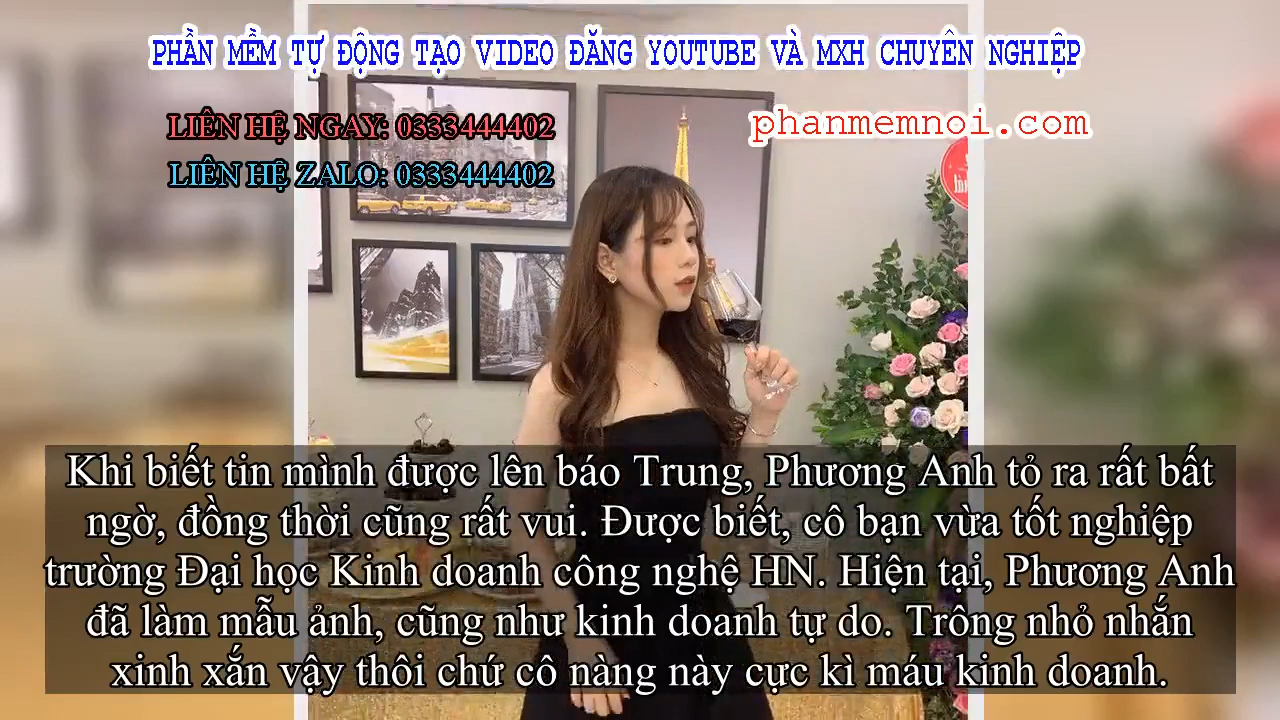 PHẦN MỀM TỰ ĐỘNG TẠO VIDEO ĐĂNG YOUTUBE VÀ MXH CHUYÊN NGHIỆP
LIÊN HỆ NGAY: 0333444402
phanmemnoi.com
LIÊN HỆ ZALO: 0333444402
Khi biết tin mình được lên báo Trung, Phương Anh tỏ ra rất bất
ngờ, đồng thời cũng rất vui. Được biết, cô bạn vừa tốt nghiệp
trường Đại học Kinh doanh công nghệ HN. Hiện tại, Phương Anh
đã làm mẫu ảnh, cũng như kinh doanh tự do. Trông nhỏ nhắn
xinh xắn vậy thôi chứ cô nàng này cực kì máu kinh doanh.